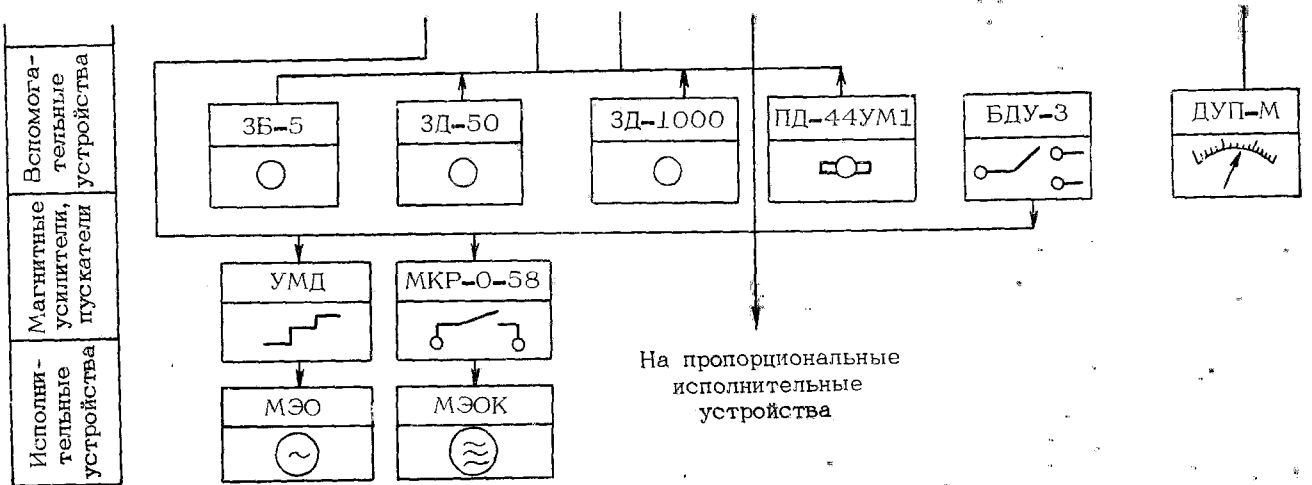 Вспомога-
тельные
устройства
ЗБ-5
ЗД-50
ЗД-1000
ПД-44УМ1
БДУ-3
ДУП-М
Магнитные
усилители,
пускатели
УМД
МКР-0-58
На пропорциональные
исполнительные
устройства
Исполни-
тельные
устройства
МЭО
МЭОК